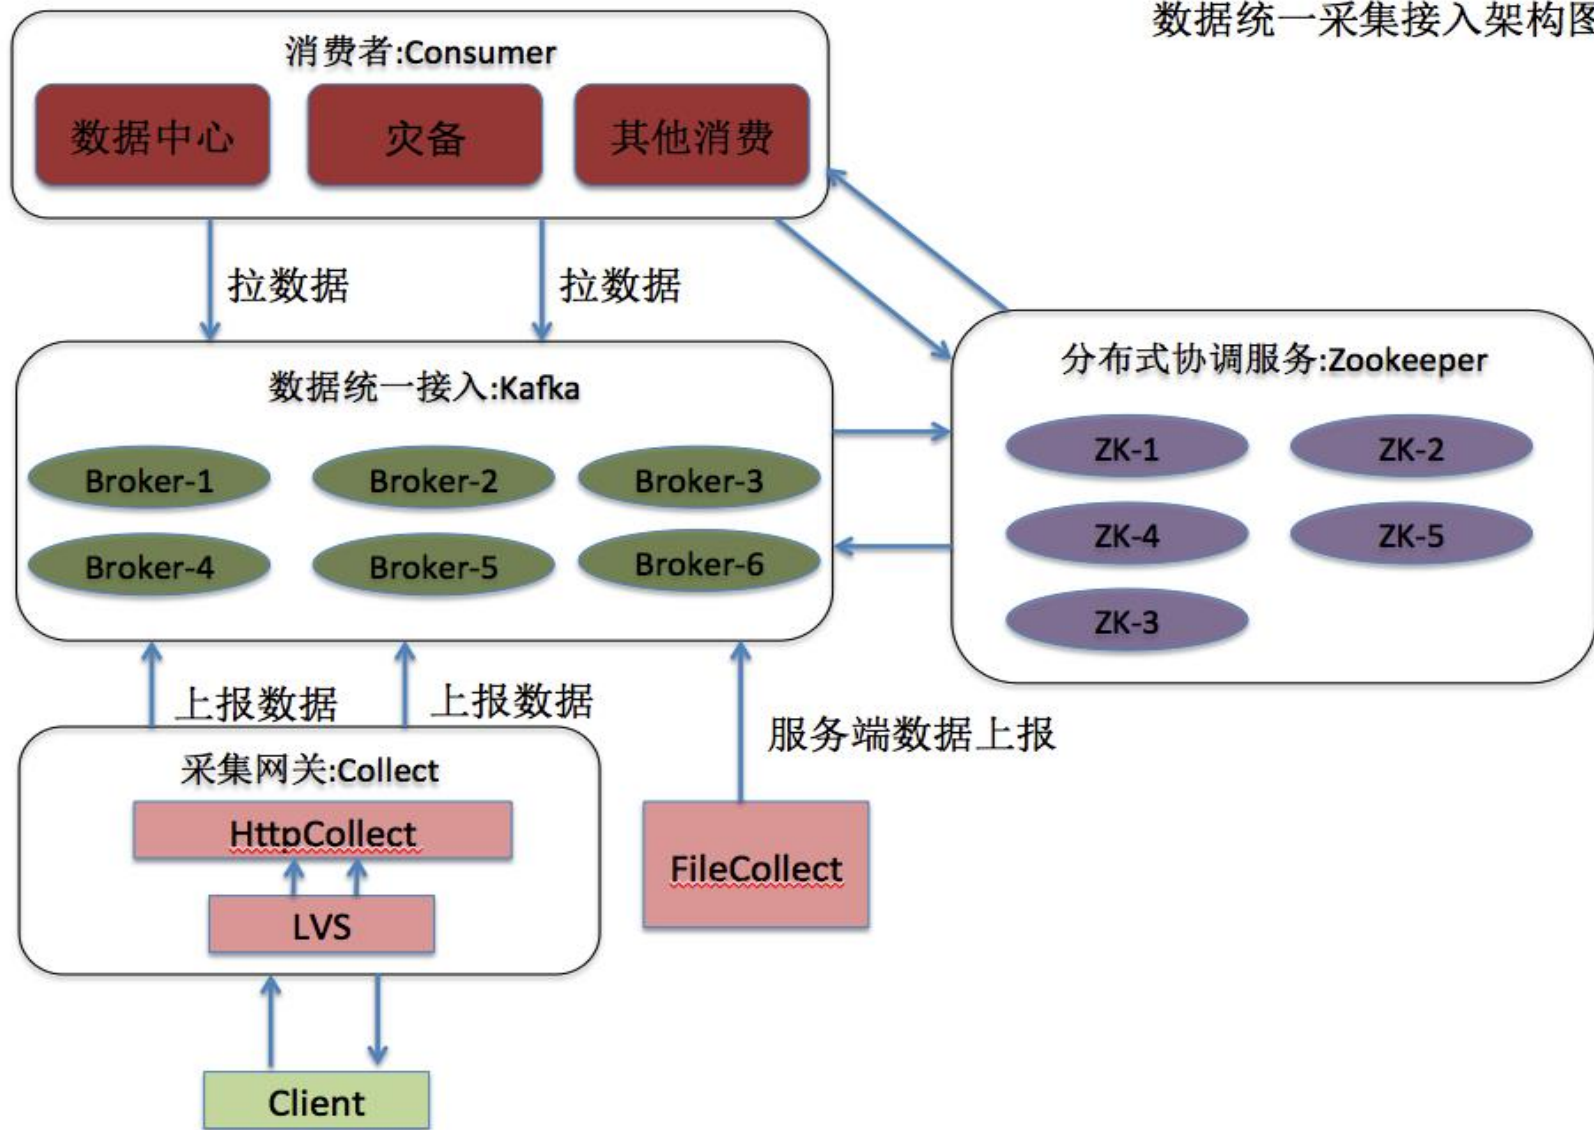 数据统一采集接入架构图
消费者:Consumer
数据中心
灾备
其他消费
拉数据
拉数据
数据统一接入:Kafka
Broker-1
Broker-2
Broker-3
Broker-4
Broker-5
Broker-6
分布式协调服务:Zookeeper
ZK-1
ZK-2
ZK-4
ZK-5
ZK-3
上报数据
上报数据
服务端数据上报
采集网关:Collect
HttpCollect
LVS
FileCollect
Client